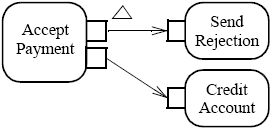 Accept
Payment
Send
Rejection
Credit
Account